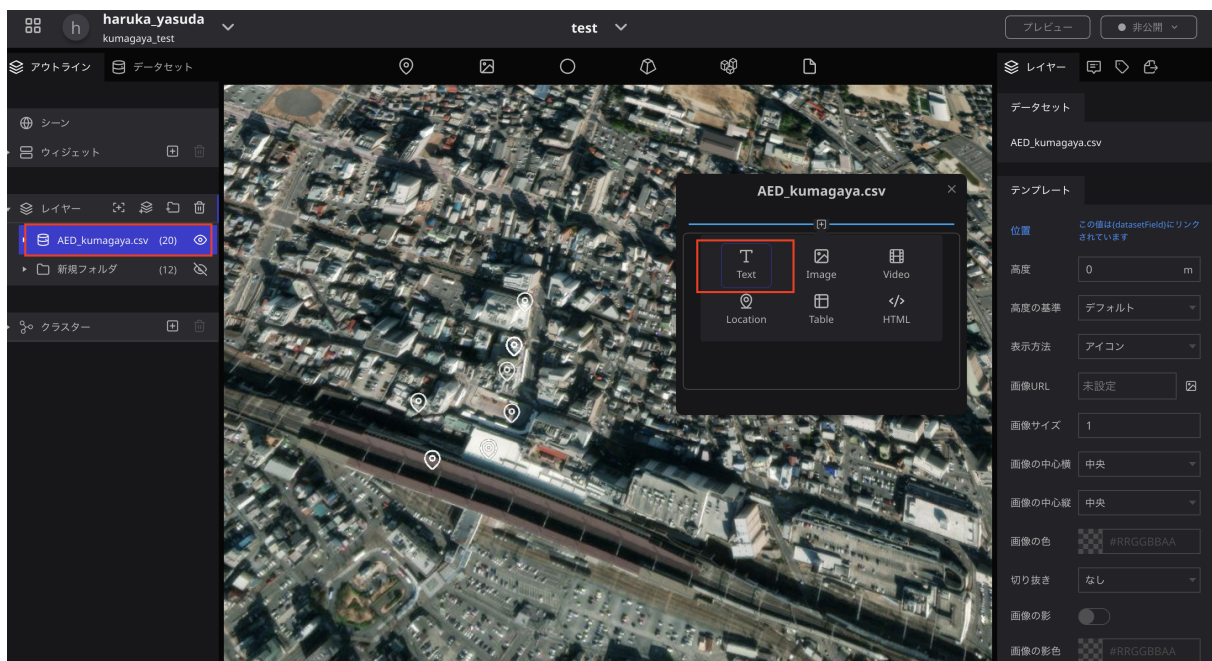 h
haruka_yasuda
kumagaya_test
test
プレビュー
非公開
アウトライン
データセット
シーン
ウィジェット
レイヤー
AED_kumagaya.csv (20)
新規フォルダ (12)
クラスター
AED_kumagaya.csv
Text
Image
Video
Location
Table
HTML
レイヤー
データセット
AED_kumagaya.csv
テンプレート
位置
この値は{datasetField}にリンク
されています
高度 0 m
高度の基準 デフォルト
表示方法 アイコン
画像URL 未設定
画像サイズ 1
画像の中心横 中央
画像の中心縦 中央
画像の色 #RRGGBBAA
切り抜き なし
画像の影
画像の影色 #RRGGBBAA